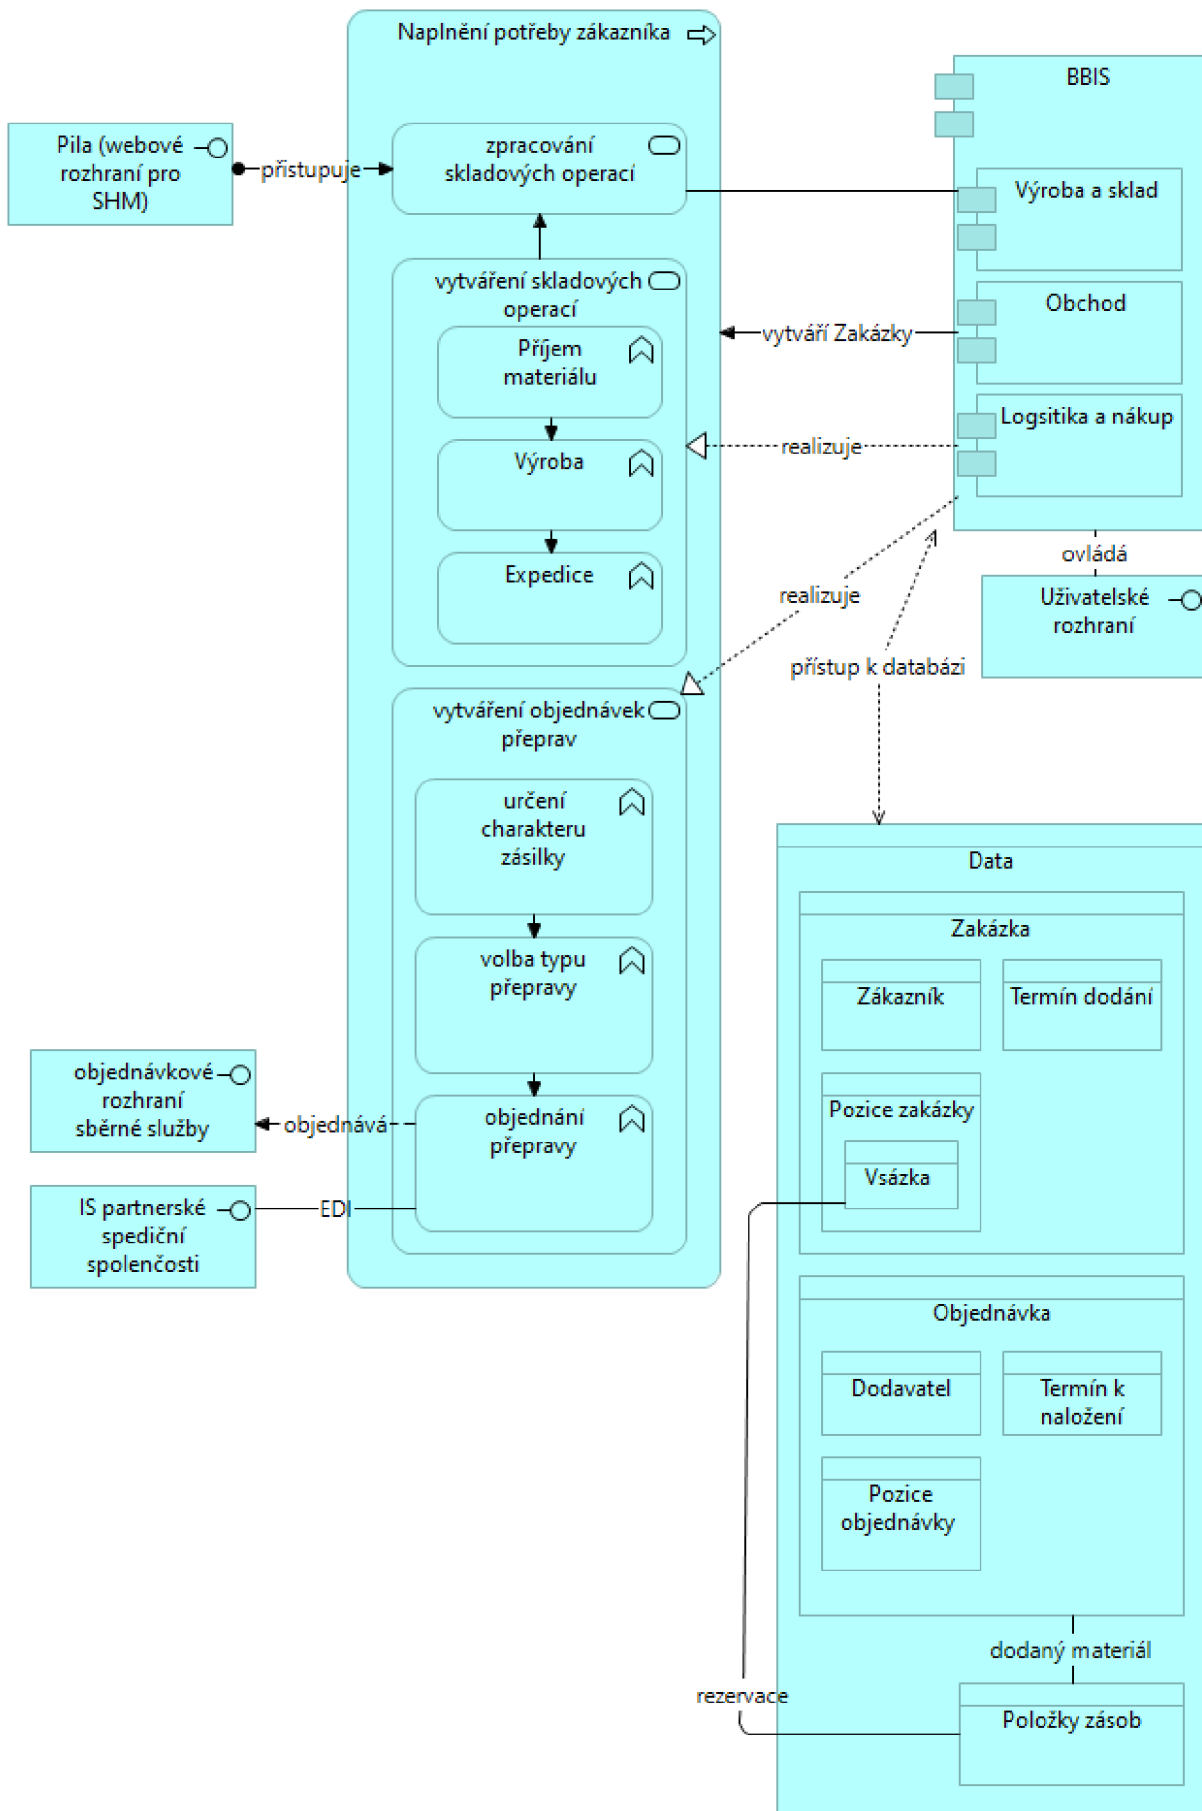 Naplnění potřeby zákazníka
BBIS
Pila (webové
rozhraní pro
SHM)
přistupuje
zpracování
skladových operací
Výroba a sklad
vytváření skladových
operací
Obchod
vytváří Zakázky
Příjem
materiálu
Logsitika a nákup
realizuje
Výroba
Expedice
ovládá
Uživatelské
rozhraní
realizuje
přístup k databázi
vytváření objednávek
přeprav
určení
charakteru
zásilky
Data
Zakázka
volba typu
přepravy
Zákazník
Termín dodání
objednávkové
rozhraní
sběrné služby
objednává
objednání
přepravy
Pozice zakázky
Vsázka
IS partnerské
spediční
spolenčosti
EDI
Objednávka
Dodavatel
Termín k
naložení
Pozice
objednávky
dodaný materiál
rezervace
Položky zásob